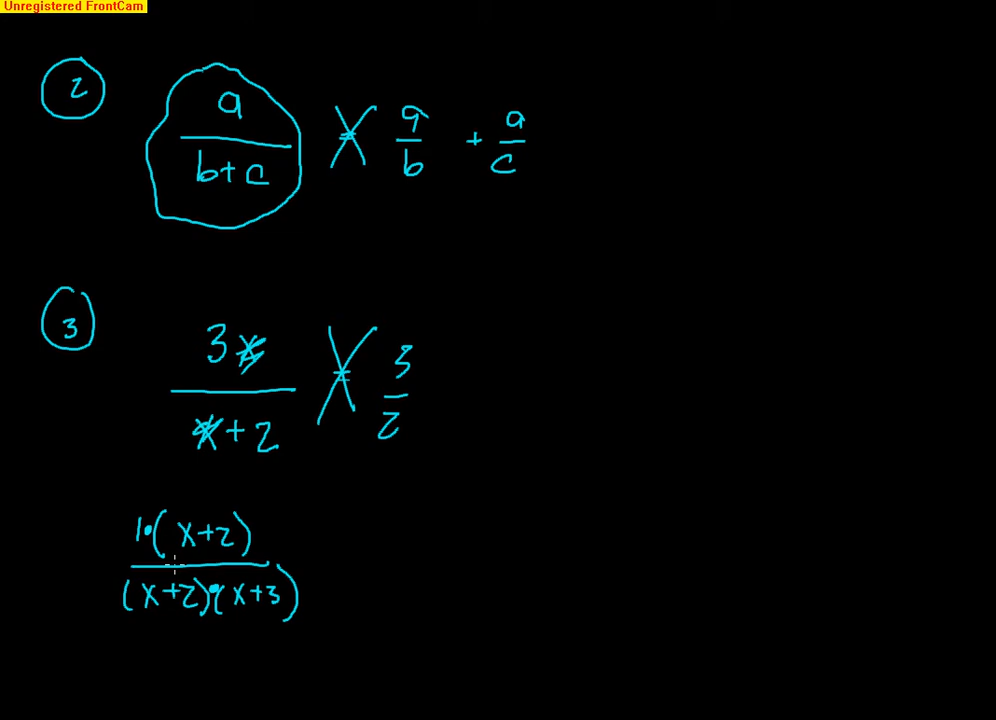 Unregistered FrontCam
2
a/(b+c) ≠ a/b + a/c
3
3x/(x+2) ≠ 3/2
1•(x+2)
(x+2)•(x+3)